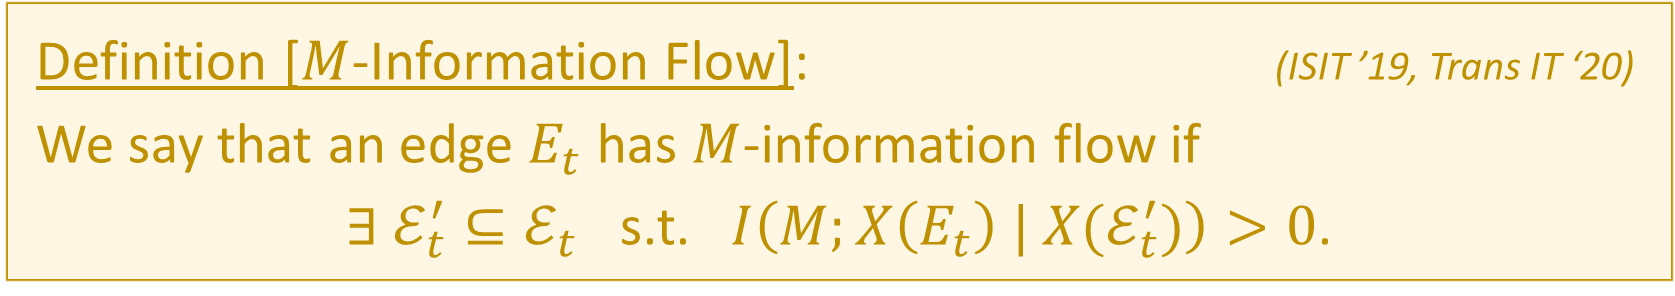 Definition [𝑀-Information Flow]: (ISIT ’19, Trans IT ‘20)
We say that an edge 𝐸ₜ has 𝑀-information flow if
∃ ℰ′ₜ ⊆ ℰₜ s.t. 𝐼(𝑀; 𝑋(𝐸ₜ) | 𝑋(ℰ′ₜ)) > 0.